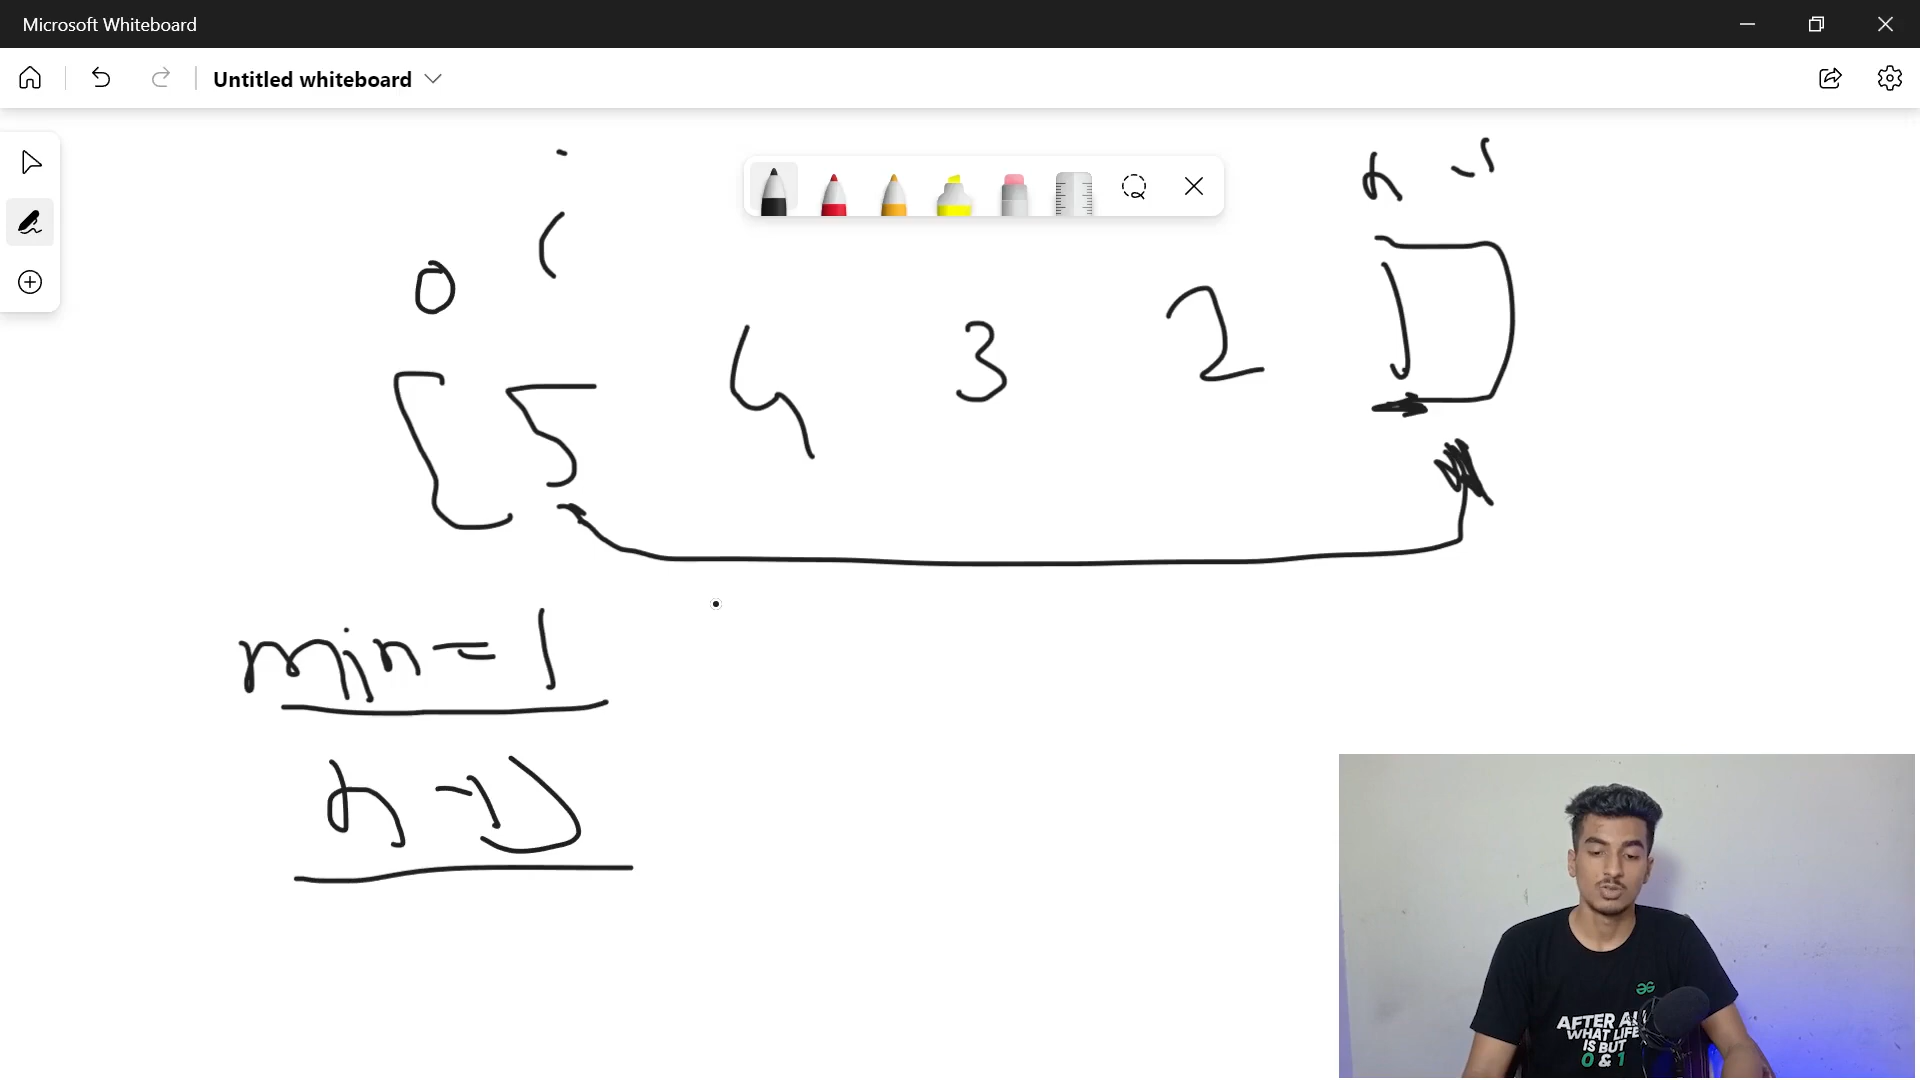 Microsoft Whiteboard
Untitled whiteboard
i n-1
0
[5 4 3 2 1]
min = 1
n-1
AFTER ALL
WHAT LIFE
IS BUT
0 & 1